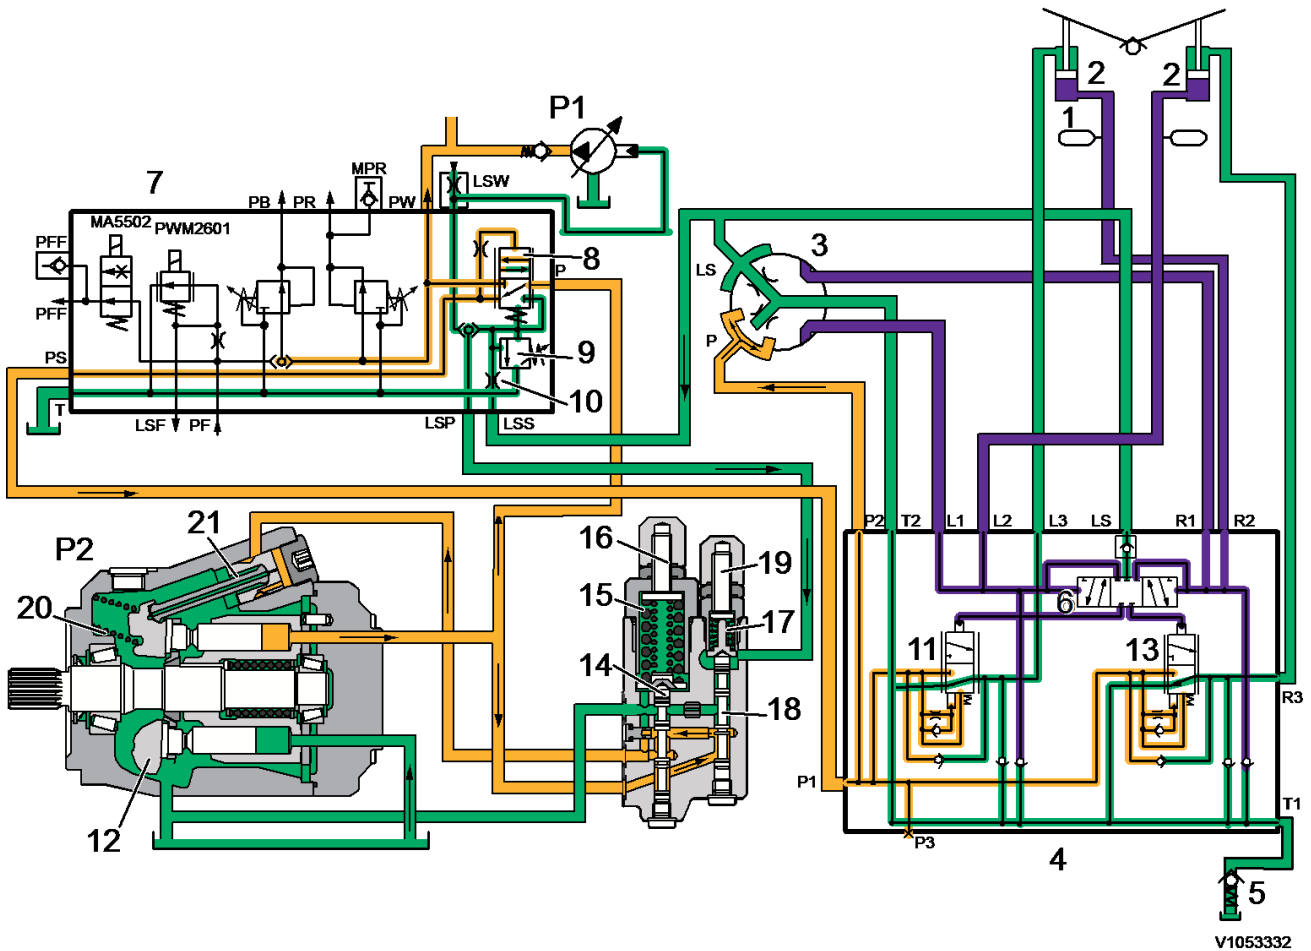 2 2
1
P1
MPR
7
LSW
PB PR PW
MA5502 PWM2601
PFF
8
3
P
LS
PFF
P
PS
9
10
T
LSF PF LSP LSS
P2 T2 L1 L2 L3 LS R1 R2
21
P2
16
19
15
6
20
17
11 13
14
18
R3
P1
T1
12
P3
4
5
V1053332